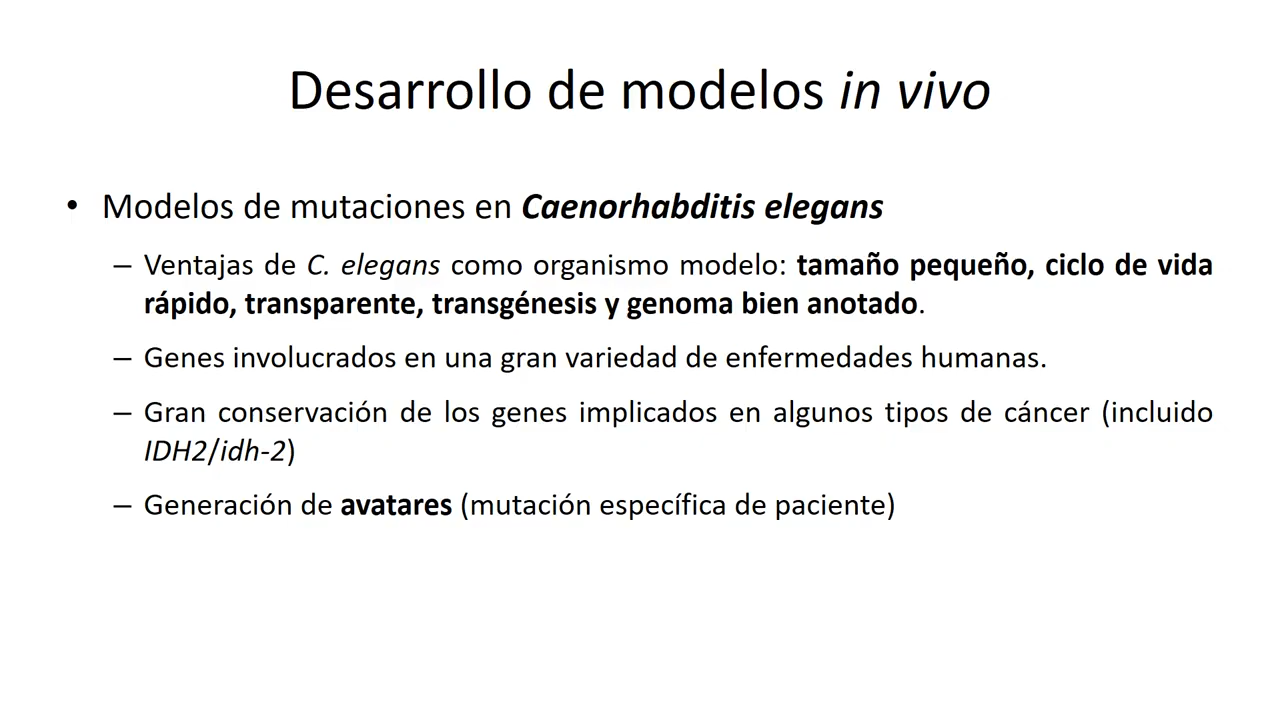 Desarrollo de modelos in vivo
• Modelos de mutaciones en Caenorhabditis elegans
– Ventajas de C. elegans como organismo modelo: tamaño pequeño, ciclo de vida
rápido, transparente, transgénesis y genoma bien anotado.
– Genes involucrados en una gran variedad de enfermedades humanas.
– Gran conservación de los genes implicados en algunos tipos de cáncer (incluido
IDH2/idh-2)
– Generación de avatares (mutación específica de paciente)